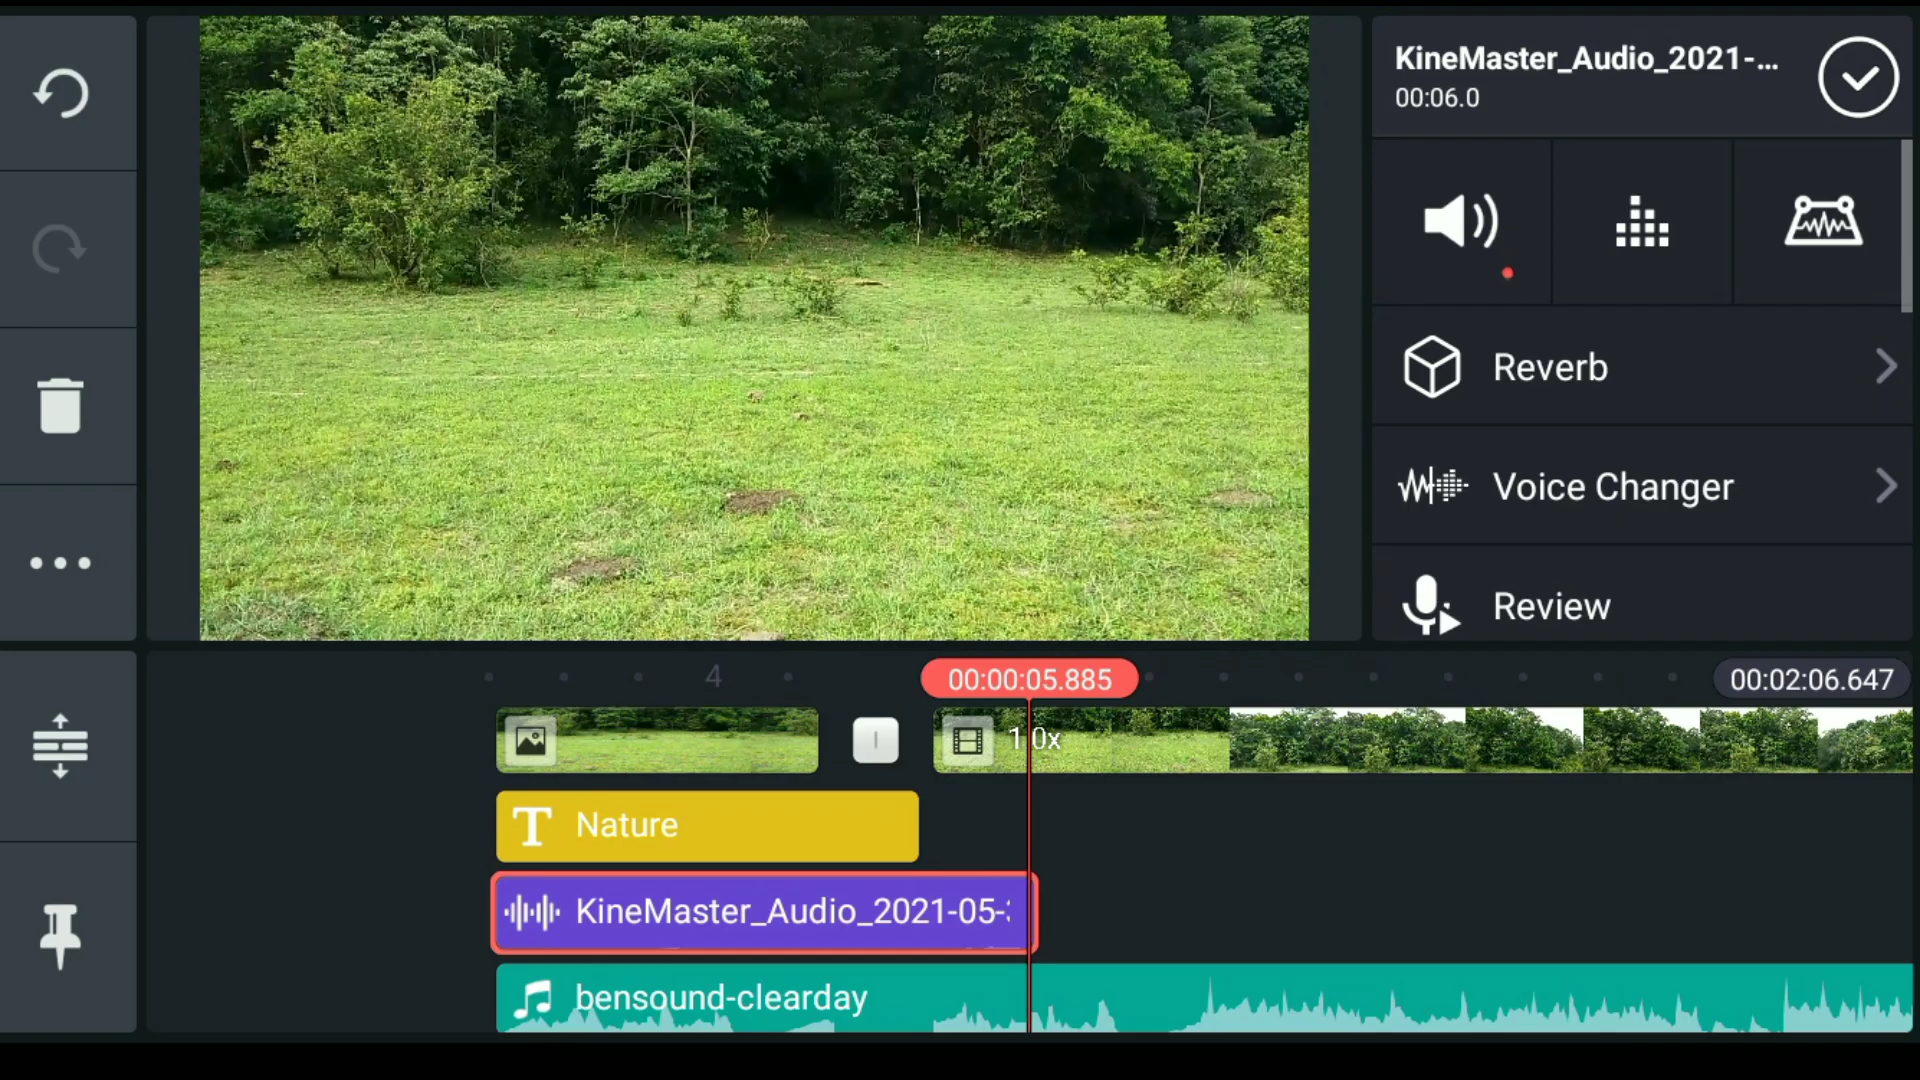 KineMaster_Audio_2021-...
00:06.0
Reverb
Voice Changer
Review
4
00:00:05.885
00:02:06.647
1.0x
Nature
KineMaster_Audio_2021-05-
bensound-clearday